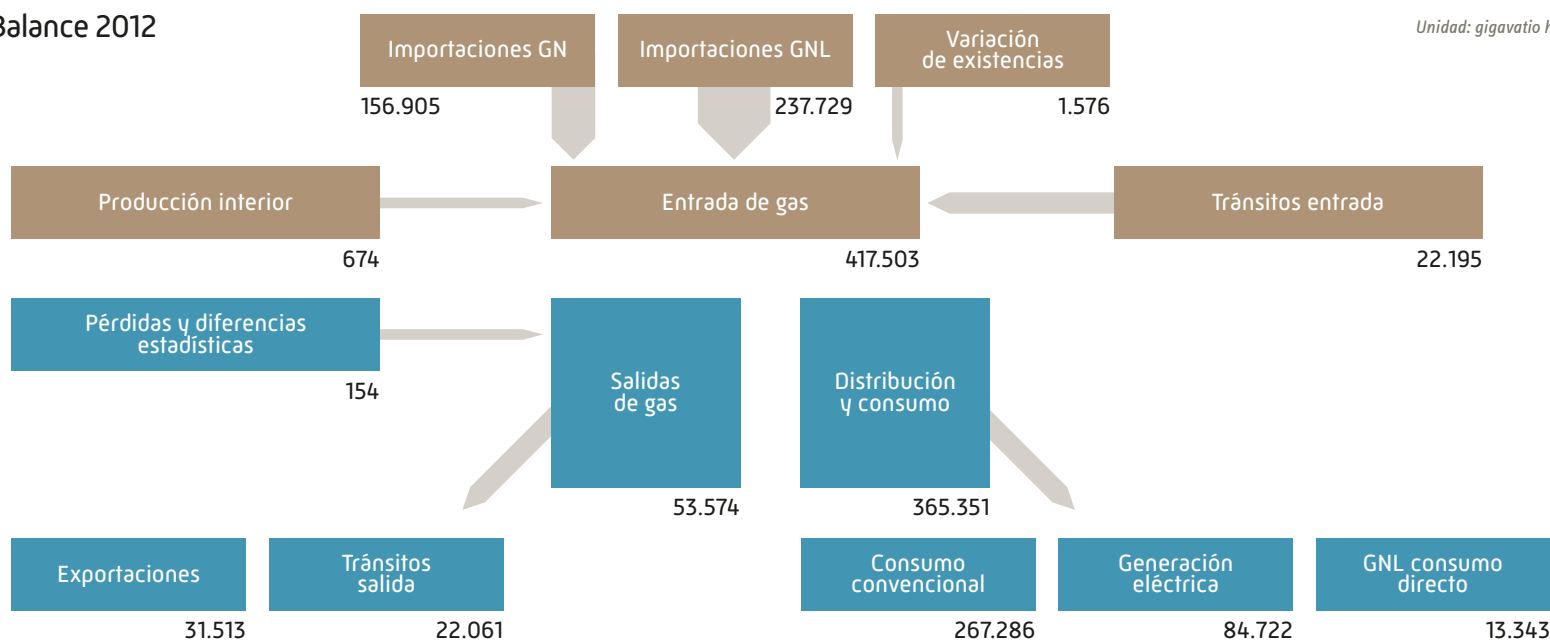 Balance 2012
Unidad: gigavatio h
Importaciones GN
Importaciones GNL
Variación
de existencias
156.905
237.729
1.576
Producción interior
Entrada de gas
Tránsitos entrada
674
417.503
22.195
Pérdidas y diferencias
estadísticas
154
Salidas
de gas
Distribución
y consumo
53.574
365.351
Exportaciones
Tránsitos
salida
Consumo
convencional
Generación
eléctrica
GNL consumo
directo
31.513
22.061
267.286
84.722
13.343